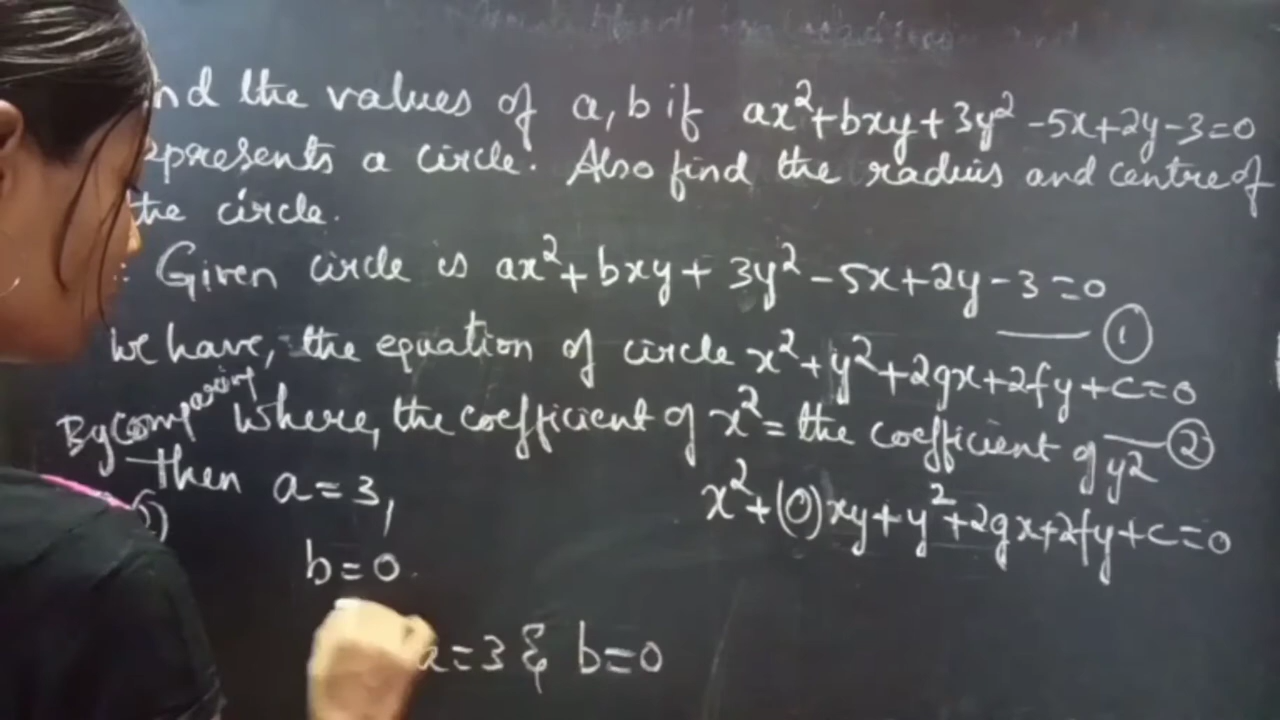 nd the values of a, b if ax²+bxy+3y²-5x+2y-3=0
epresents a circle. Also find the radius and centre of
the circle.
: Given circle is ax²+bxy+3y²-5x+2y-3=0
①
We have, the equation of circle x²+y²+2gx+2fy+c=0
②
By comparing Where, the coefficient of x² = the coefficient of y²
then a=3,
x²+(0)xy+y²+2gx+2fy+c=0
b=0.
a=3 & b=0